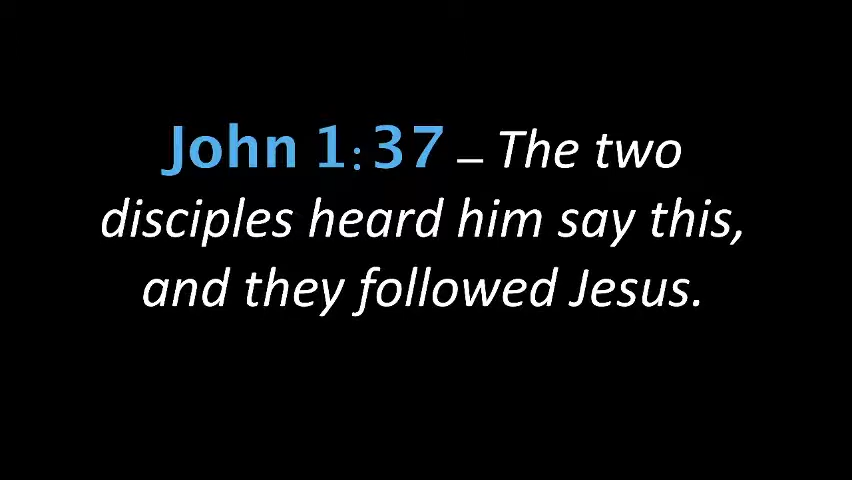 John 1:37 – The two
disciples heard him say this,
and they followed Jesus.